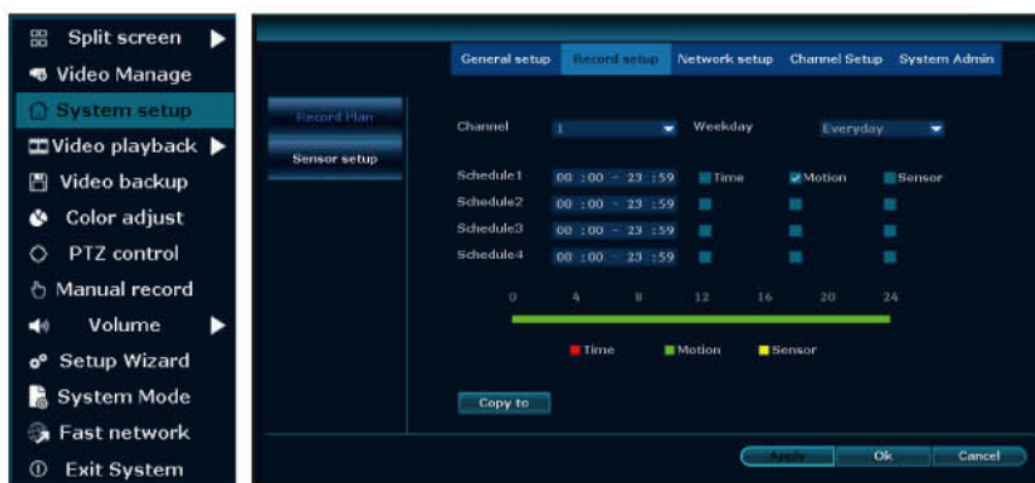 Split screen
Video Manage
System setup
Video playback
Video backup
Color adjust
PTZ control
Manual record
Volume
Setup Wizard
System Mode
Fast network
Exit System
General setup Record setup Network setup Channel Setup System Admin
Record Plan
Sensor setup
Channel 1 Weekday Everyday
Schedule1 00 :00 - 23 :59 Time Motion Sensor
Schedule2 00 :00 - 23 :59
Schedule3 00 :00 - 23 :59
Schedule4 00 :00 - 23 :59
0 4 8 12 16 20 24
Time Motion Sensor
Copy to
Apply Ok Cancel